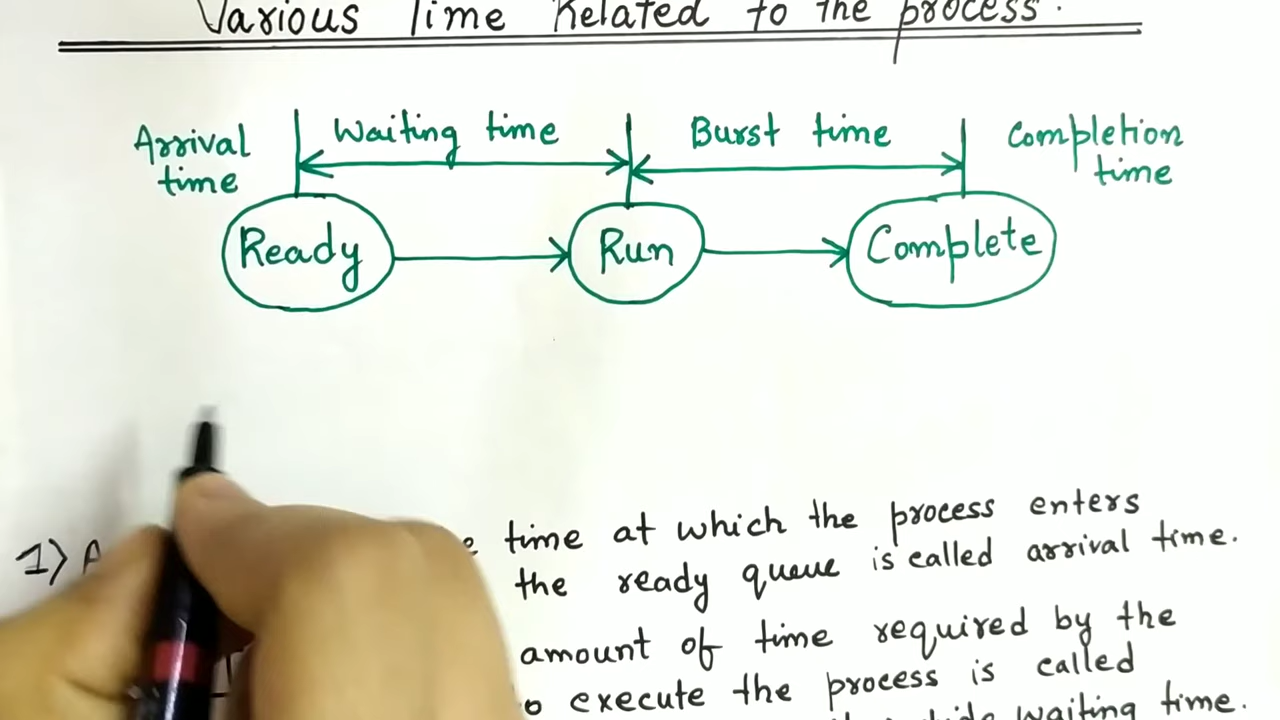 Various Time Related to the process.
Arrival time
Waiting time
Burst time
Completion time
Ready
Run
Complete
1) A
time at which the process enters
the ready queue is called arrival time.
amount of time required by the
execute the process is called
waiting time.